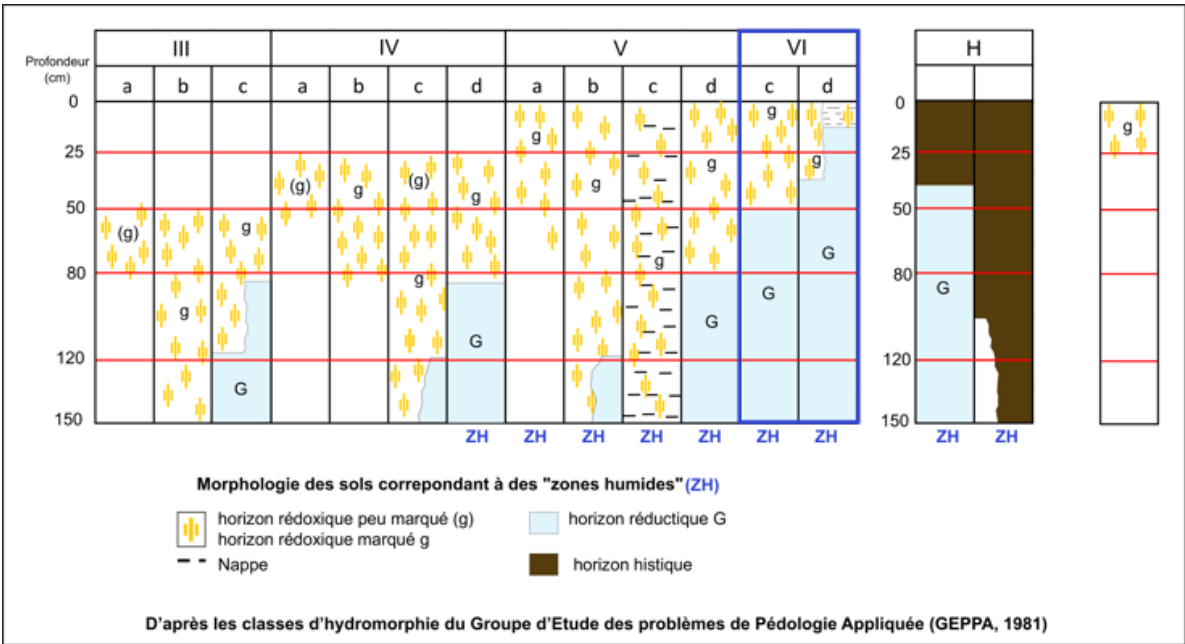 III IV V VI H
Profondeur
(cm)
a b c a b c d a b c d c d
0 0
g g g
25 25
(g) g (g) g g g g
50 50
(g) g g G
80 80
g g G G G
G
120 120
G
150 150
ZH ZH ZH ZH ZH ZH ZH ZH ZH
Morphologie des sols correpondant à des "zones humides" (ZH)
horizon rédoxique peu marqué (g) horizon réductique G
horizon rédoxique marqué g
Nappe horizon histique
D'après les classes d'hydromorphie du Groupe d'Etude des problèmes de Pédologie Appliquée (GEPPA, 1981)